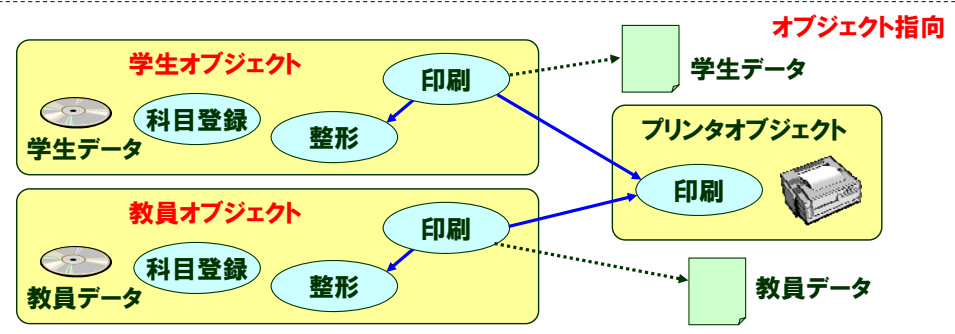 オブジェクト指向
学生オブジェクト
印刷
学生データ
科目登録
整形
学生データ
プリンタオブジェクト
印刷
教員オブジェクト
印刷
科目登録
整形
教員データ
教員データ